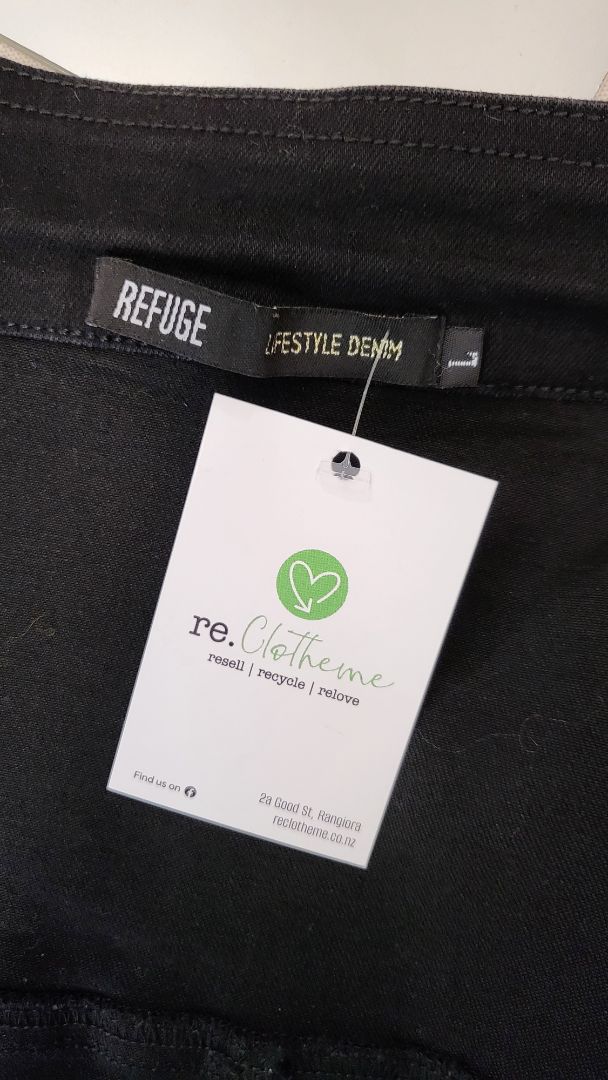 REFUGE
LIFESTYLE DENIM
re.Clotheme
resell | recycle | relove
Find us on
2a Good St, Rangiora
reclotheme.co.nz